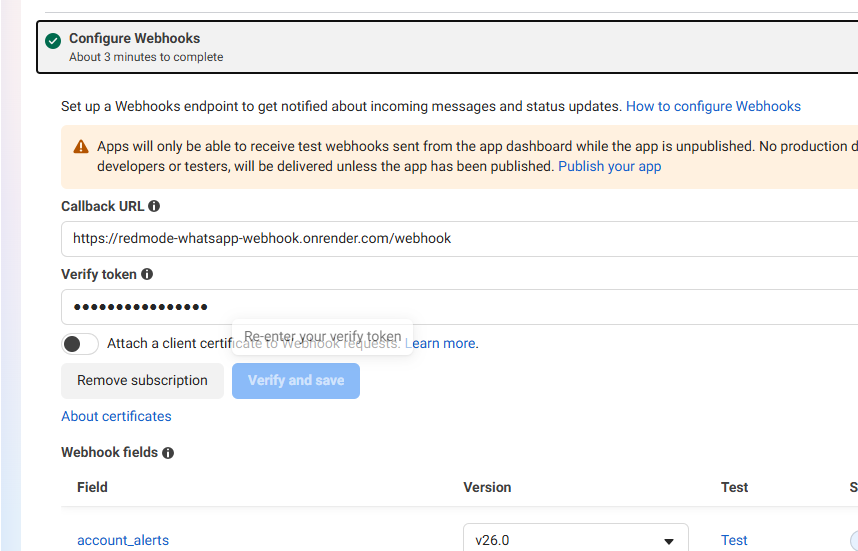 Configure Webhooks
About 3 minutes to complete
Set up a Webhooks endpoint to get notified about incoming messages and status updates. How to configure Webhooks
Apps will only be able to receive test webhooks sent from the app dashboard while the app is unpublished. No production d
developers or testers, will be delivered unless the app has been published. Publish your app
Callback URL
https://redmode-whatsapp-webhook.onrender.com/webhook
Verify token
••••••••••••••••
Re-enter your verify token
Attach a client certificate to Webhook requests. Learn more.
Remove subscription
Verify and save
About certificates
Webhook fields
Field Version Test S
account_alerts v26.0 Test